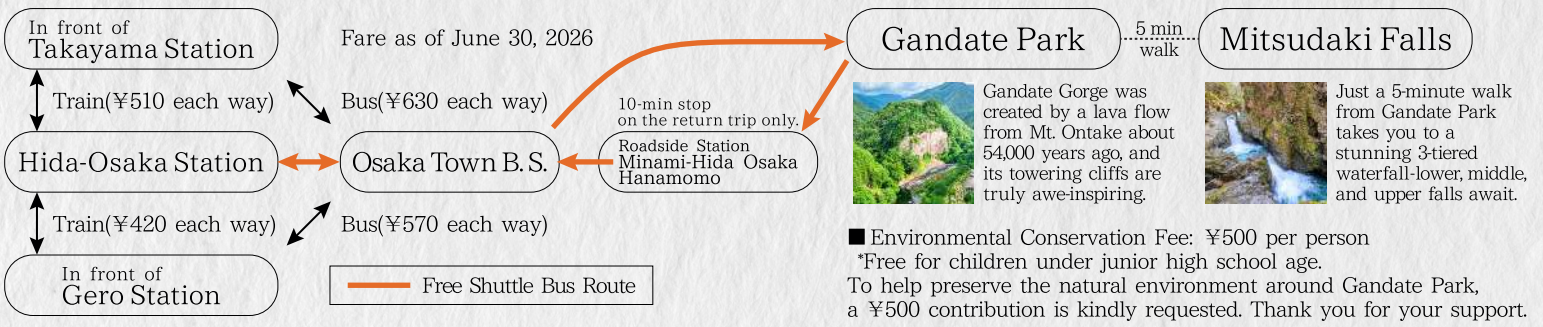 In front of
Takayama Station
Fare as of June 30, 2026
Train(¥510 each way)
Bus(¥630 each way)
Hida-Osaka Station
Osaka Town B.S.
10-min stop
on the return trip only.
Roadside Station
Minami-Hida Osaka
Hanamomo
Train(¥420 each way)
Bus(¥570 each way)
In front of
Gero Station
Free Shuttle Bus Route
Gandate Park
5 min
walk
Mitsudaki Falls
Gandate Gorge was
created by a lava flow
from Mt. Ontake about
54,000 years ago, and
its towering cliffs are
truly awe-inspiring.
Just a 5-minute walk
from Gandate Park
takes you to a
stunning 3-tiered
waterfall-lower, middle,
and upper falls await.
■ Environmental Conservation Fee: ¥500 per person
*Free for children under junior high school age.
To help preserve the natural environment around Gandate Park,
a ¥500 contribution is kindly requested. Thank you for your support.